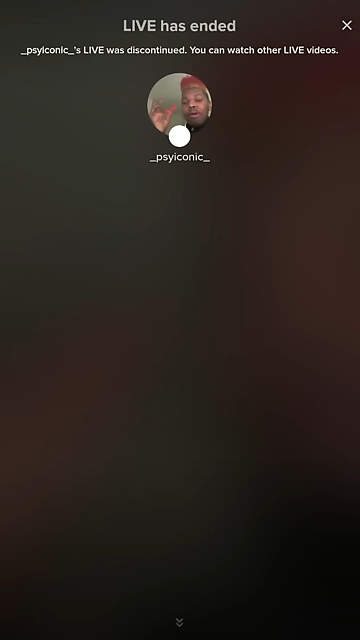 LIVE has ended
_psyiconic_'s LIVE was discontinued. You can watch other LIVE videos.
_psyiconic_